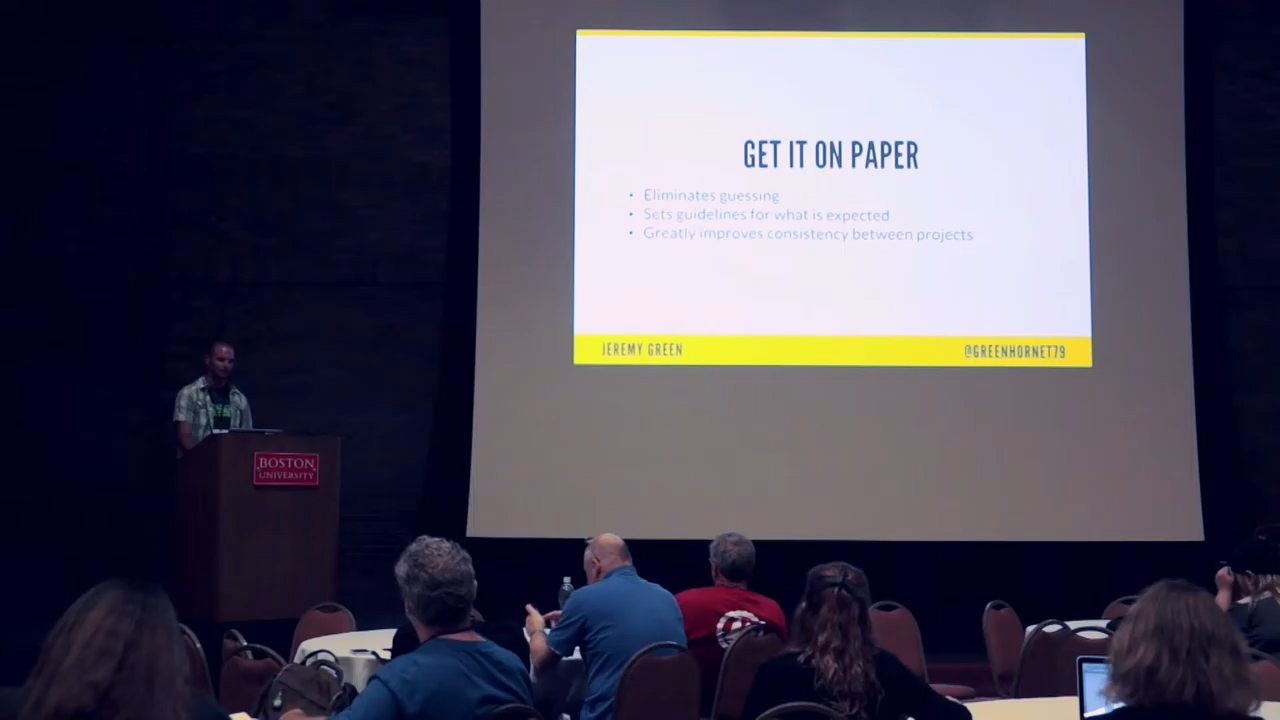 GET IT ON PAPER
• Eliminates guessing
• Sets guidelines for what is expected
• Greatly improves consistency between projects
JEREMY GREEN
@GREENHORNET79
BOSTON
UNIVERSITY